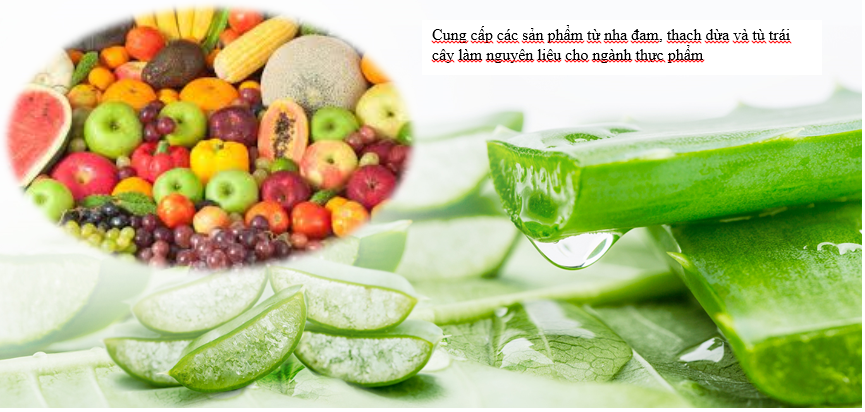 Cung cấp các sản phẩm từ nha đam, thạch dừa và từ trái
cây làm nguyên liệu cho ngành thực phẩm